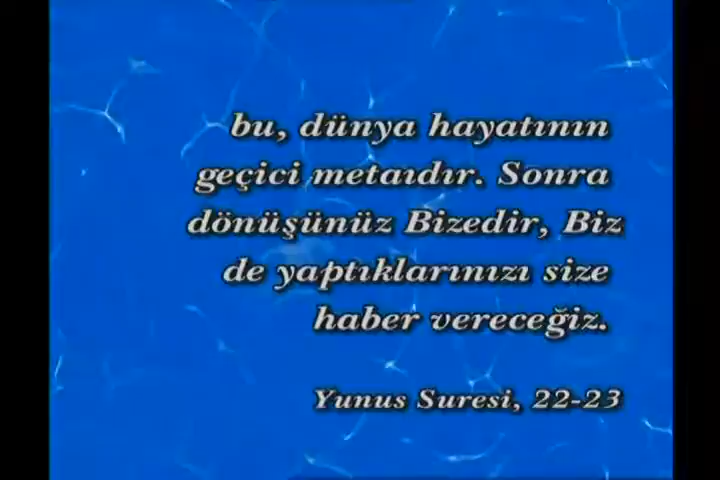 bu, dünya hayatının
geçici metaıdır. Sonra
dönüşünüz Bizedir, Biz
de yaptıklarınızı size
haber vereceğiz.
Yunus Suresi, 22-23